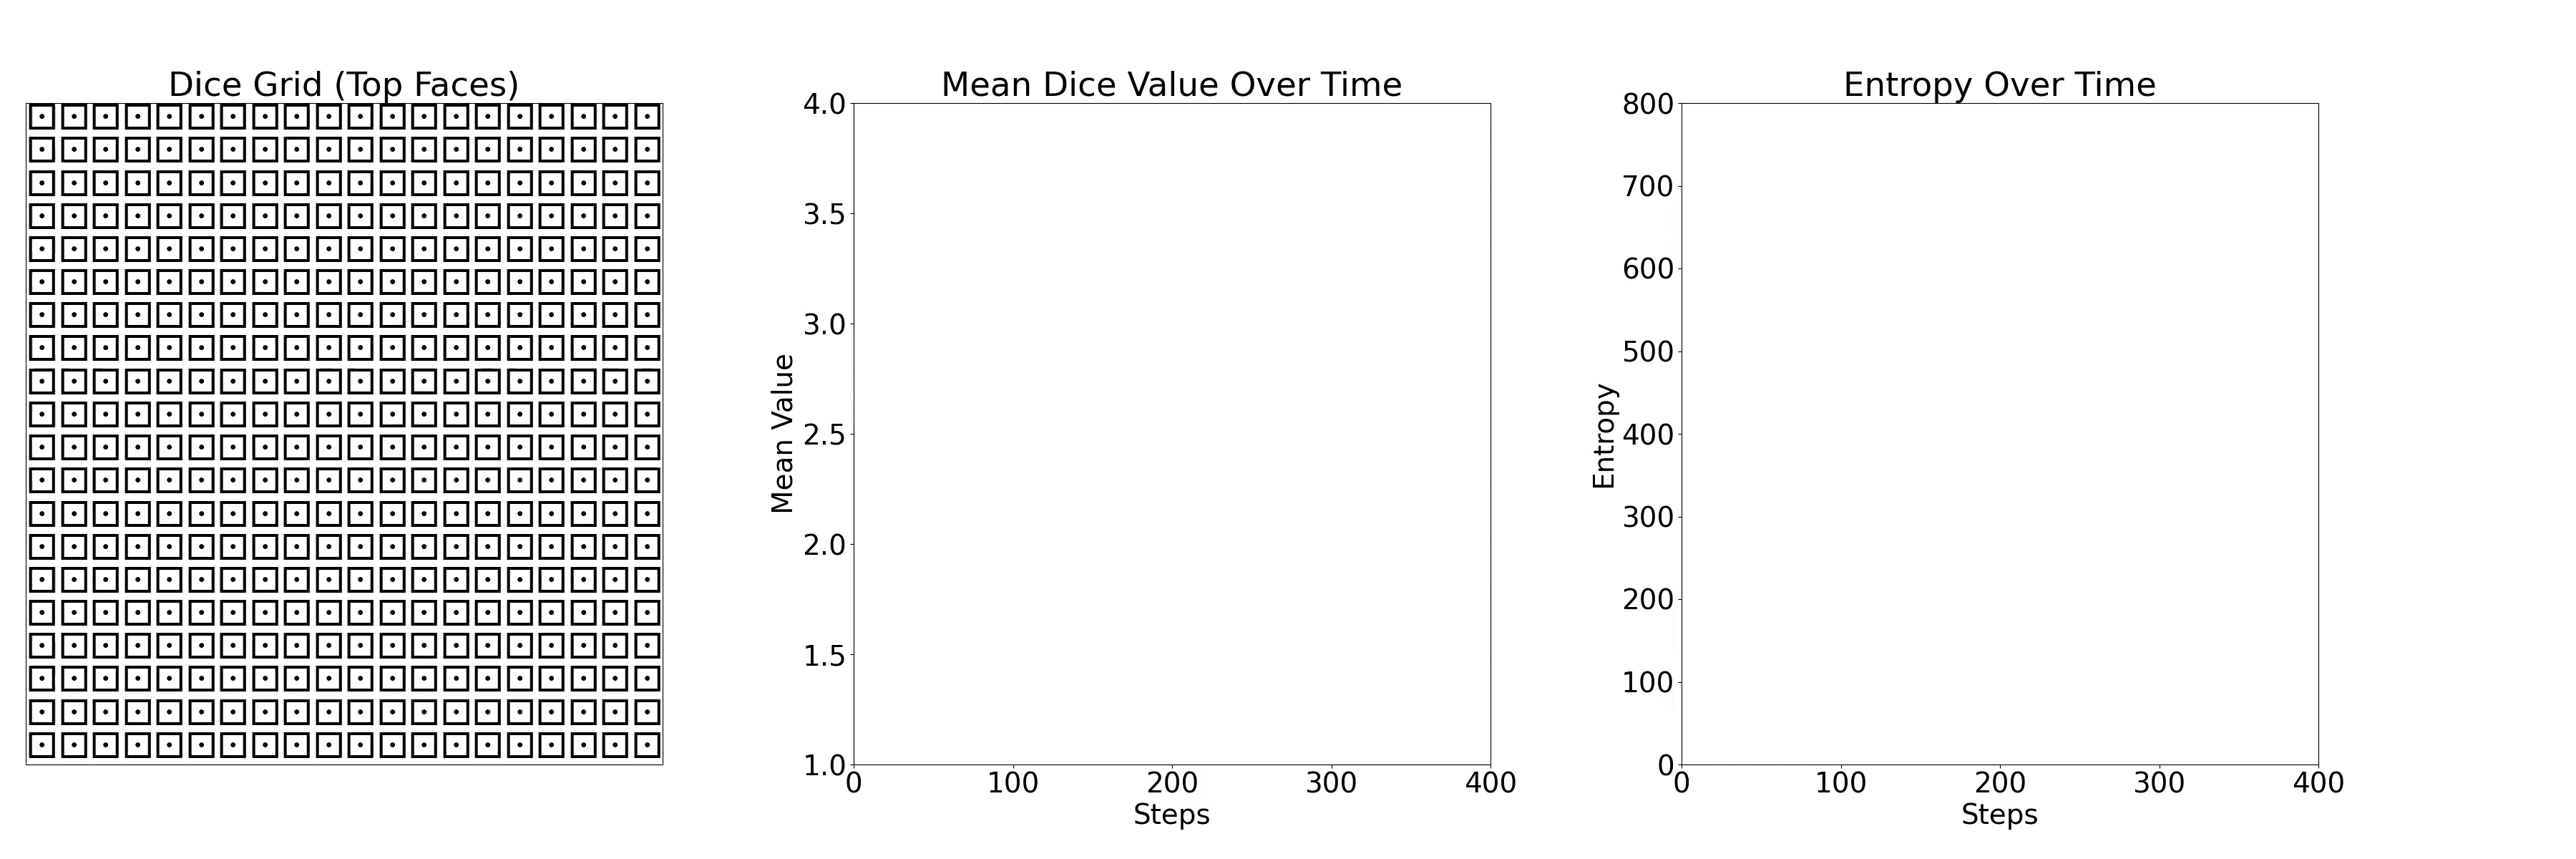 Dice Grid (Top Faces)
Mean Dice Value Over Time
4.0
3.5
3.0
2.5
2.0
1.5
1.0
Mean Value
0 100 200 300 400
Steps
Entropy Over Time
800
700
600
500
400
300
200
100
0
Entropy
0 100 200 300 400
Steps